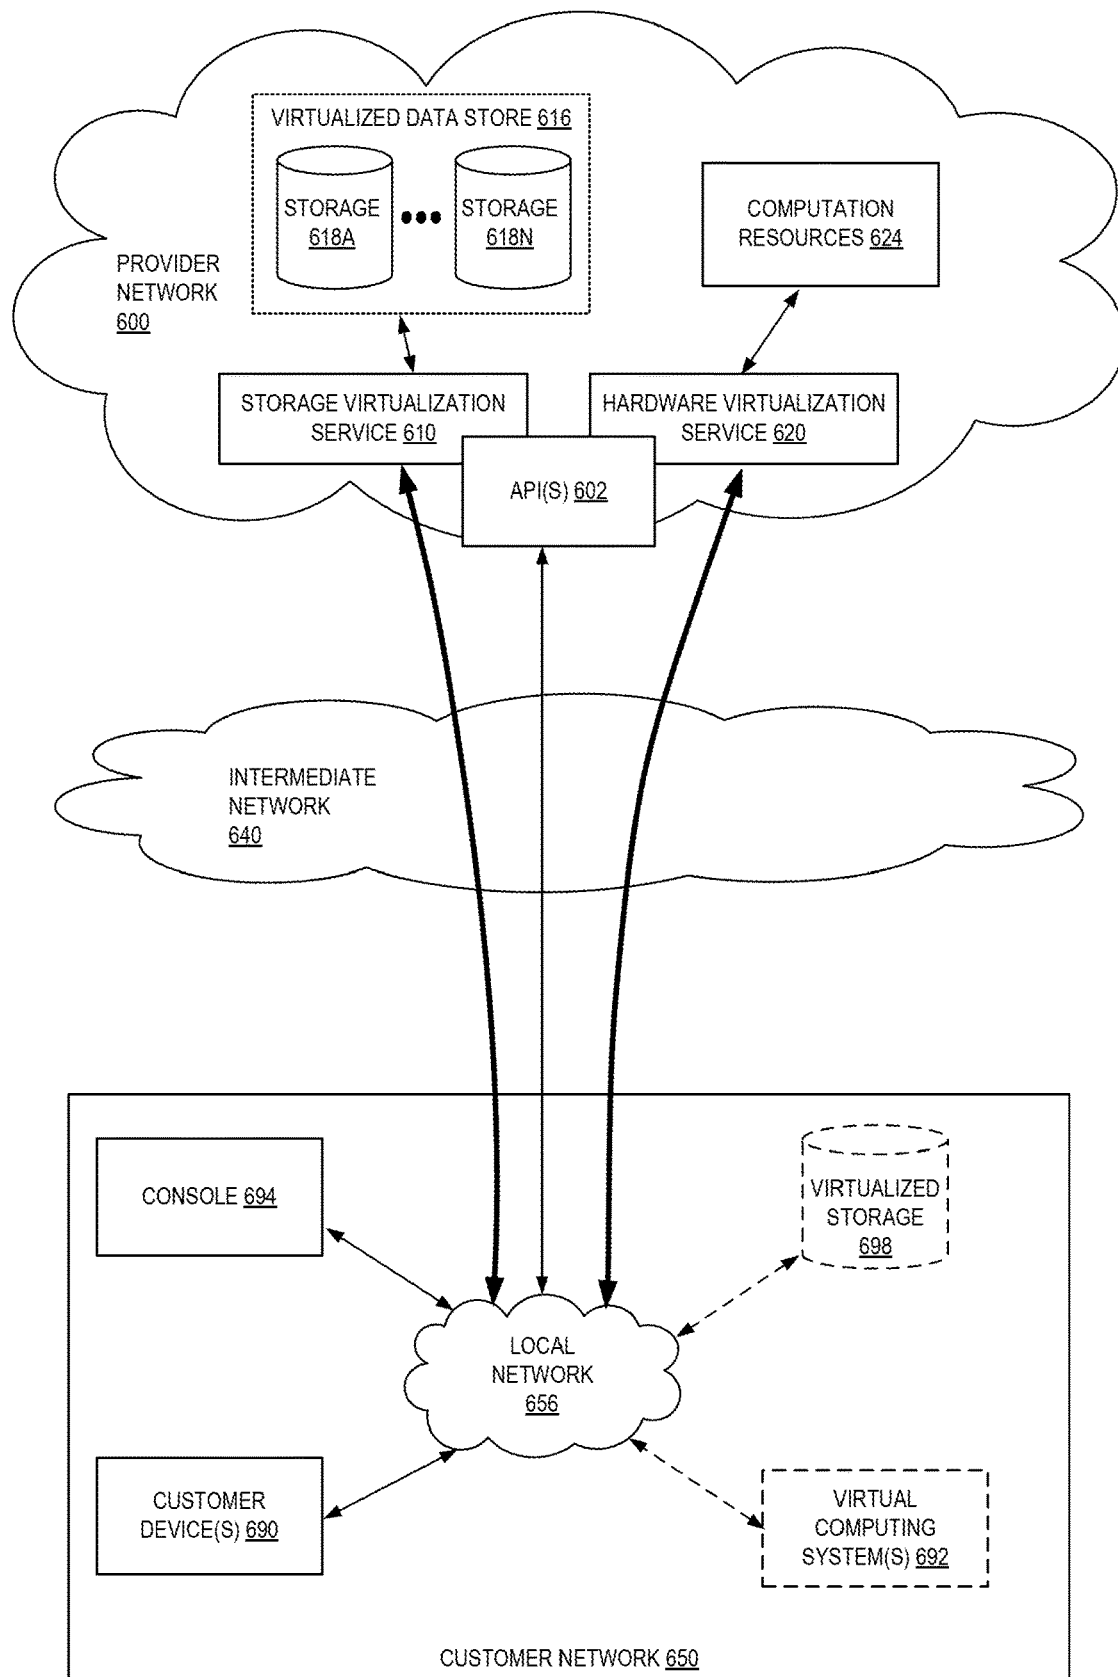 VIRTUALIZED DATA STORE 616
STORAGE
618A
STORAGE
618N
COMPUTATION
RESOURCES 624
PROVIDER
NETWORK
600
STORAGE VIRTUALIZATION
SERVICE 610
HARDWARE VIRTUALIZATION
SERVICE 620
API(S) 602
INTERMEDIATE
NETWORK
640
CONSOLE 694
VIRTUALIZED
STORAGE
698
LOCAL
NETWORK
656
CUSTOMER
DEVICE(S) 690
VIRTUAL
COMPUTING
SYSTEM(S) 692
CUSTOMER NETWORK 650